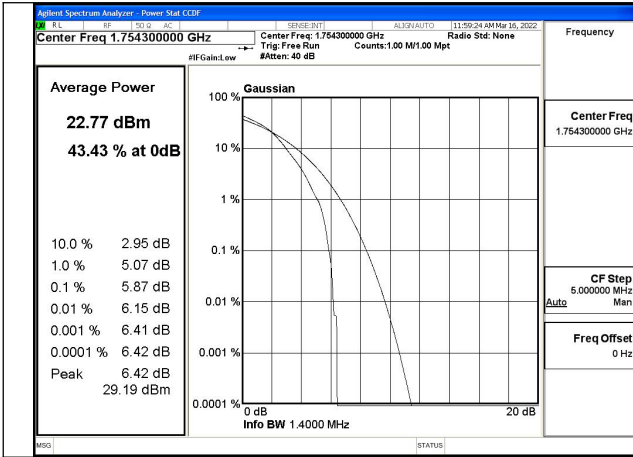 Agilent Spectrum Analyzer - Power Stat CCDF
RL RF 50 Ω AC SENSE:INT ALIGN AUTO 11:59:24 AM Mar 16, 2022
Center Freq 1.754300000 GHz
Center Freq: 1.754300000 GHz Radio Std: None
Trig: Free Run Counts:1.00 M/1.00 Mpt
#IFGain:Low #Atten: 40 dB
Frequency
Average Power
22.77 dBm
43.43 % at 0dB
10.0 % 2.95 dB
1.0 % 5.07 dB
0.1 % 5.87 dB
0.01 % 6.15 dB
0.001 % 6.41 dB
0.0001 % 6.42 dB
Peak 6.42 dB
29.19 dBm
Gaussian
100 %
10 %
1 %
0.1 %
0.01 %
0.001 %
0.0001 %
0 dB 20 dB
Info BW 1.4000 MHz
Center Freq
1.754300000 GHz
CF Step
5.000000 MHz
Auto Man
Freq Offset
0 Hz
MSG STATUS